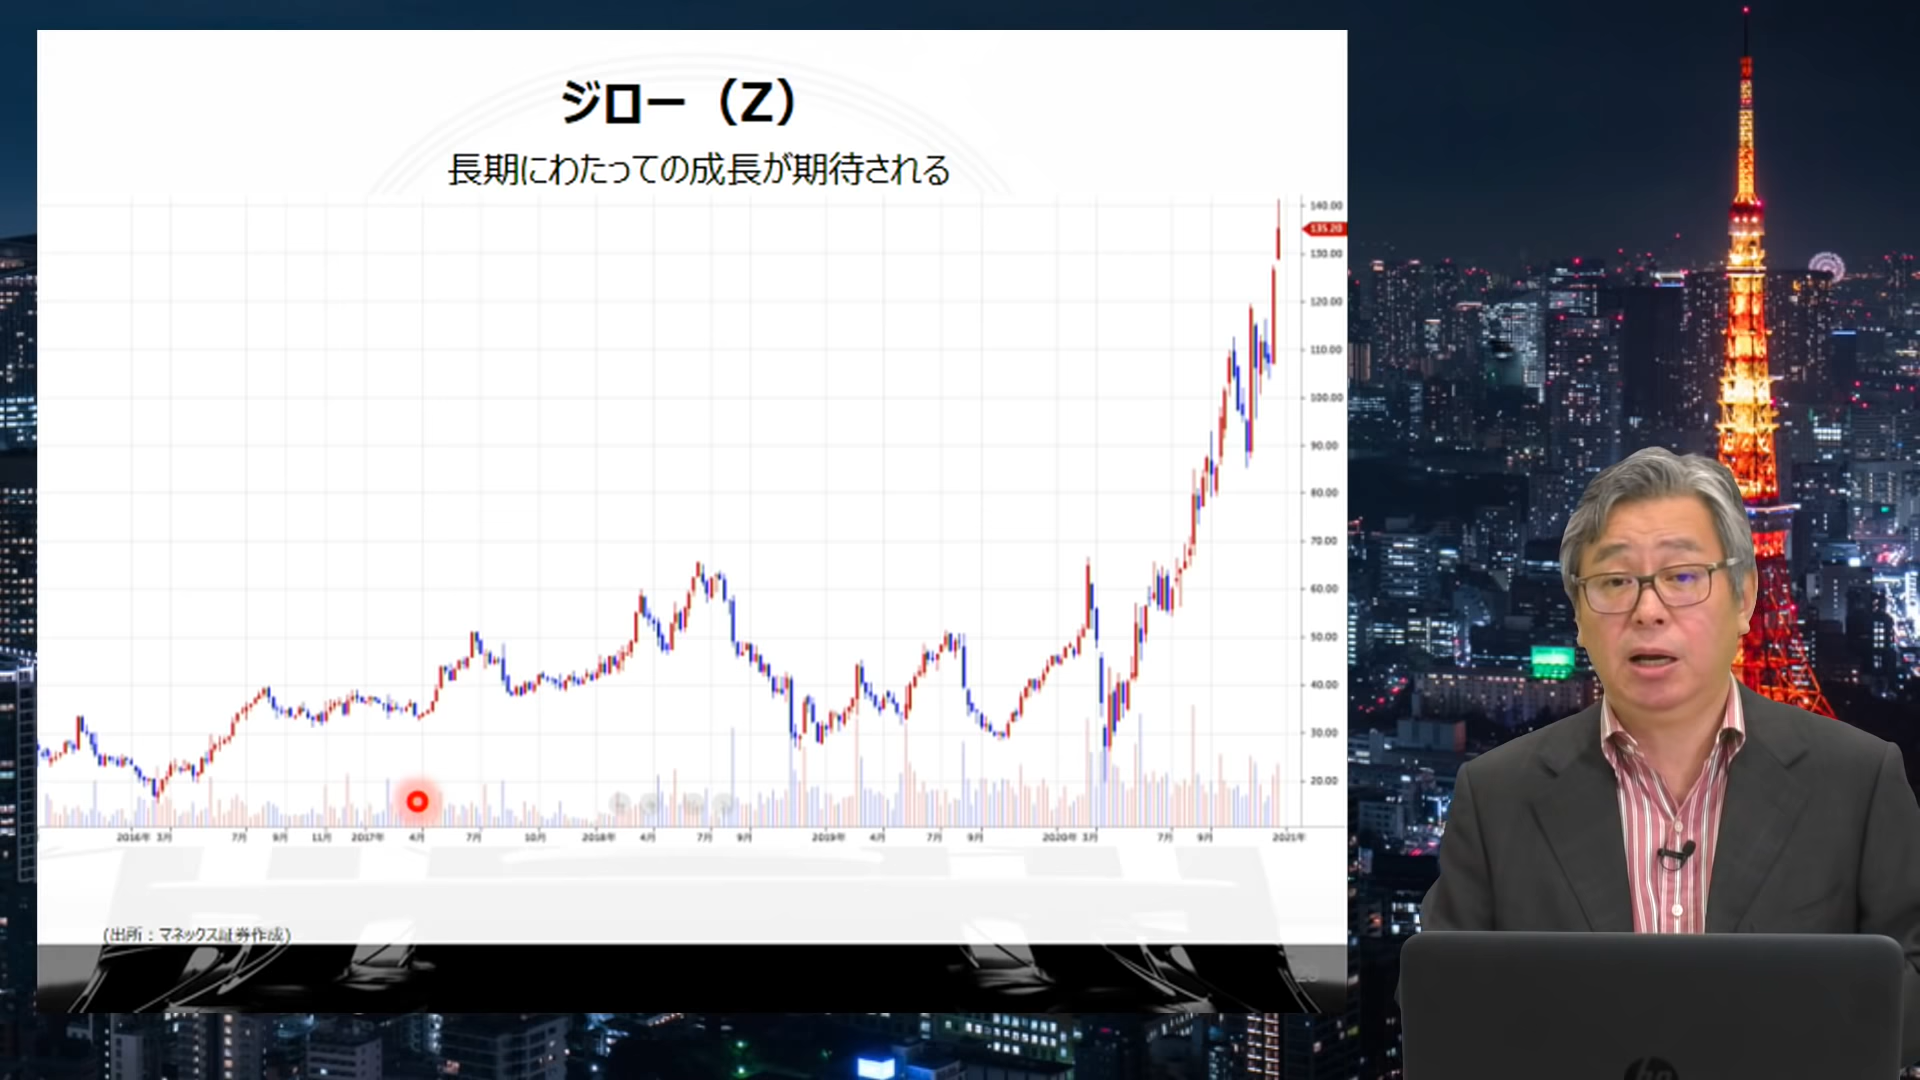 ジロー（Z）
長期にわたっての成長が期待される
140.00
135.20
130.00
120.00
110.00
100.00
90.00
80.00
70.00
60.00
50.00
40.00
30.00
20.00
2016年 3月 7月 9月 11月 2017年 4月 7月 10月 2018年 4月 7月 9月 2019年 4月 7月 9月 2020年 3月 7月 9月 2021年
(出所：マネックス証券作成)
hp